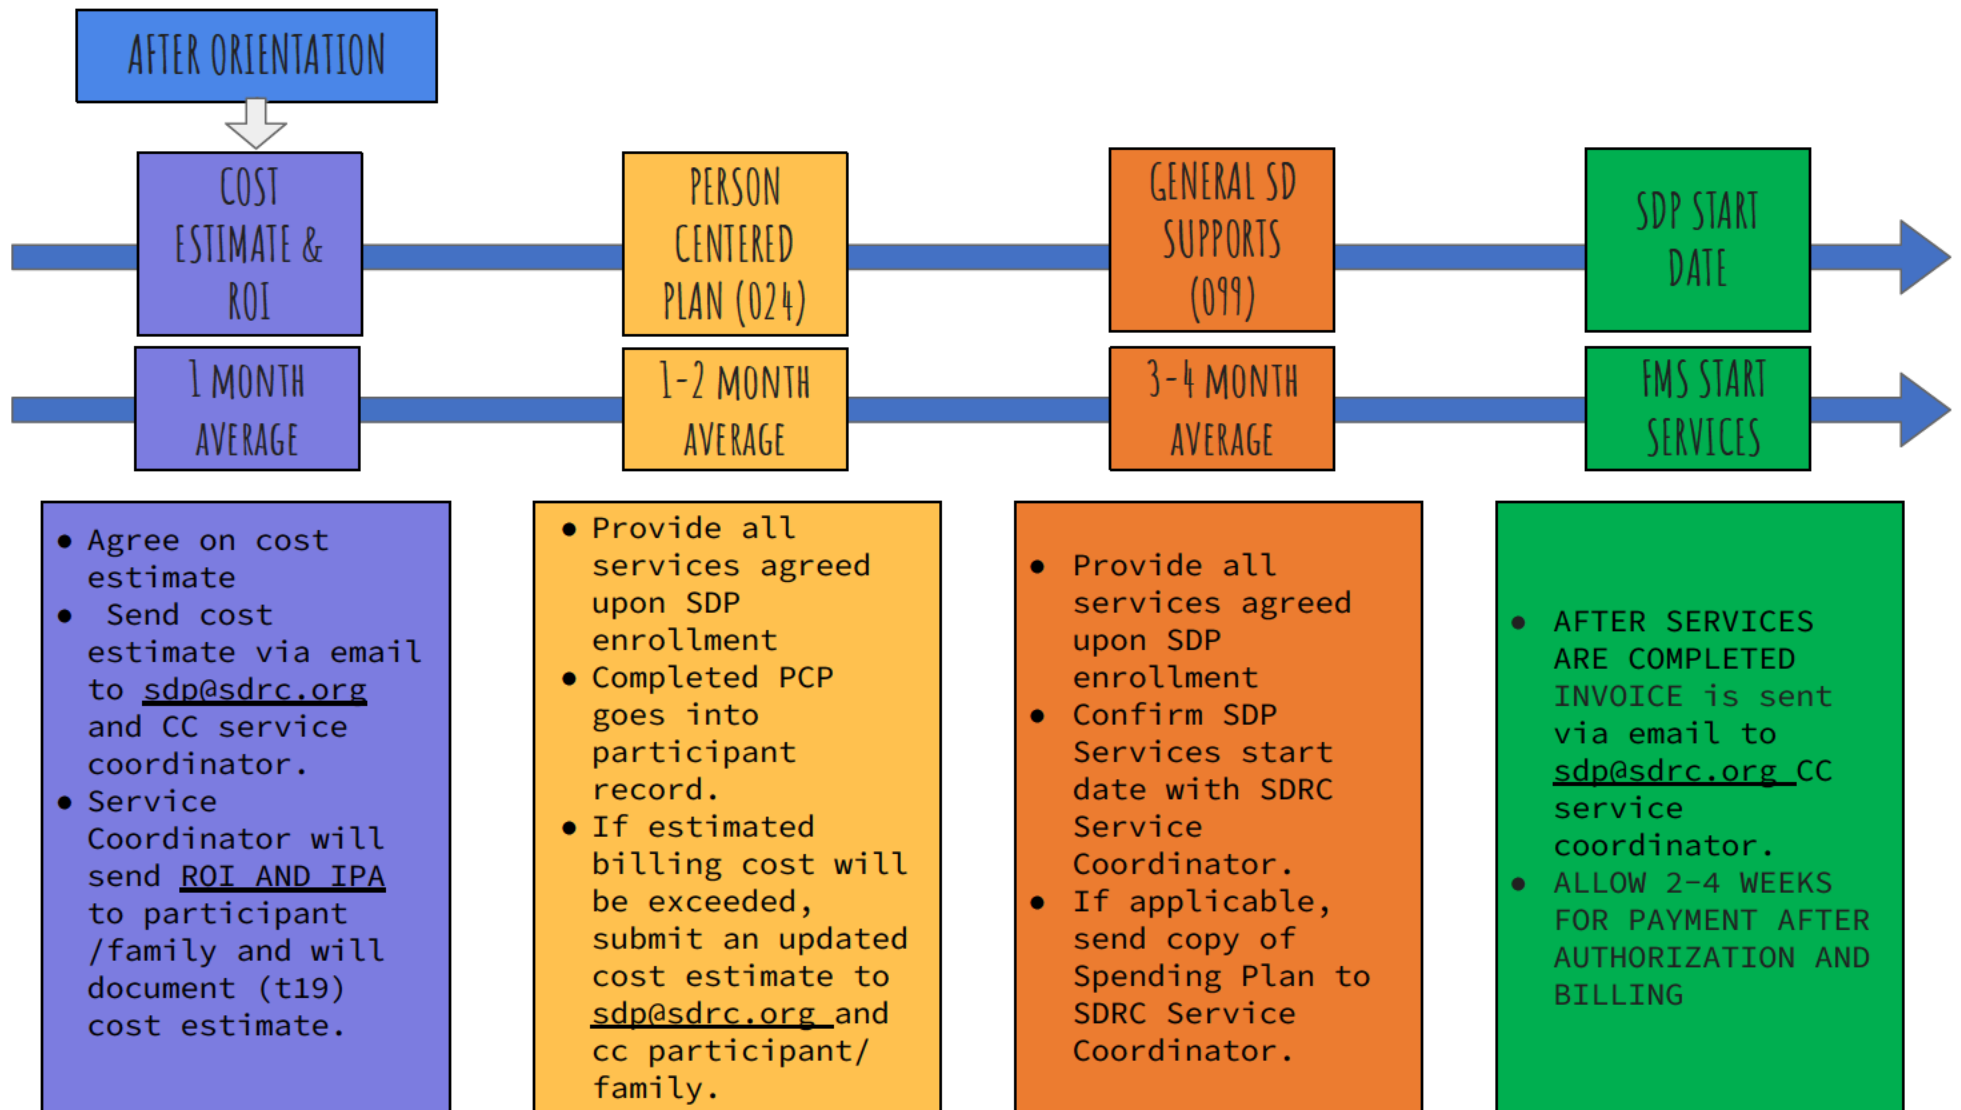 AFTER ORIENTATION
COST
ESTIMATE &
ROI
PERSON
CENTERED
PLAN (024)
GENERAL SD
SUPPORTS
(099)
SDP START
DATE
1 MONTH
AVERAGE
1-2 MONTH
AVERAGE
3-4 MONTH
AVERAGE
FMS START
SERVICES
● Agree on cost
estimate
● Send cost
estimate via email
to sdp@sdrc.org
and CC service
coordinator.
● Service
Coordinator will
send ROI AND IPA
to participant
/family and will
document (t19)
cost estimate.
● Provide all
services agreed
upon SDP
enrollment
● Completed PCP
goes into
participant
record.
● If estimated
billing cost will
be exceeded,
submit an updated
cost estimate to
sdp@sdrc.org and
cc participant/
family.
● Provide all
services agreed
upon SDP
enrollment
● Confirm SDP
Services start
date with SDRC
Service
Coordinator.
● If applicable,
send copy of
Spending Plan to
SDRC Service
Coordinator.
● AFTER SERVICES
ARE COMPLETED
INVOICE is sent
via email to
sdp@sdrc.org CC
service
coordinator.
● ALLOW 2-4 WEEKS
FOR PAYMENT AFTER
AUTHORIZATION AND
BILLING